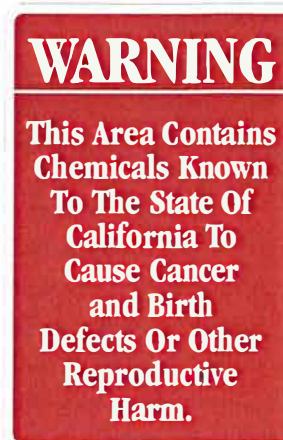 WARNING
This Area Contains
Chemicals Known
To The State Of
California To
Cause Cancer
and Birth
Defects Or Other
Reproductive
Harm.